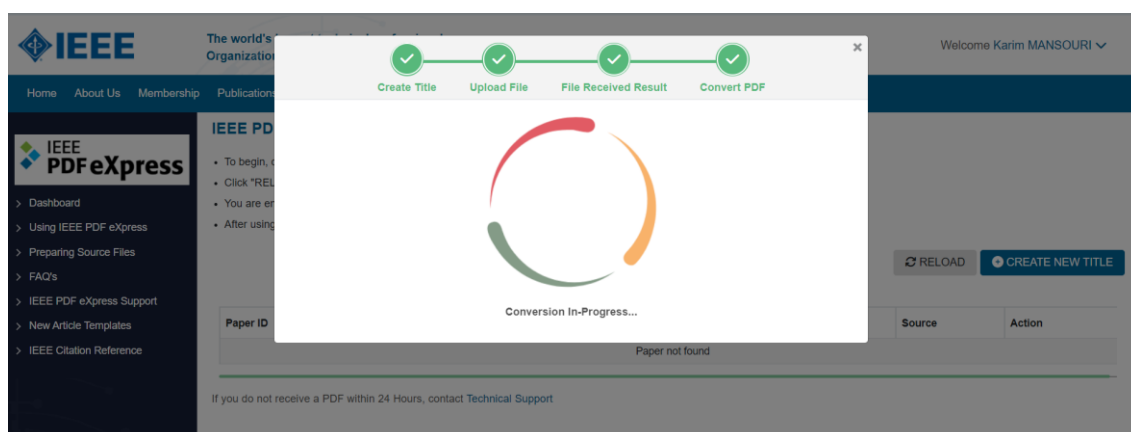 IEEE
The world's
Organization
Welcome Karim MANSOURI
Create Title Upload File File Received Result Convert PDF
×
Home About Us Membership Publication
IEEE PD
IEEE
PDF eXpress
• To begin,
• Click "REL
• You are en
• After using
> Dashboard
> Using IEEE PDF eXpress
> Preparing Source Files
> FAQ's
> IEEE PDF eXpress Support
> New Article Templates
> IEEE Citation Reference
RELOAD CREATE NEW TITLE
Conversion In-Progress...
Paper ID Source Action
Paper not found
If you do not receive a PDF within 24 Hours, contact Technical Support